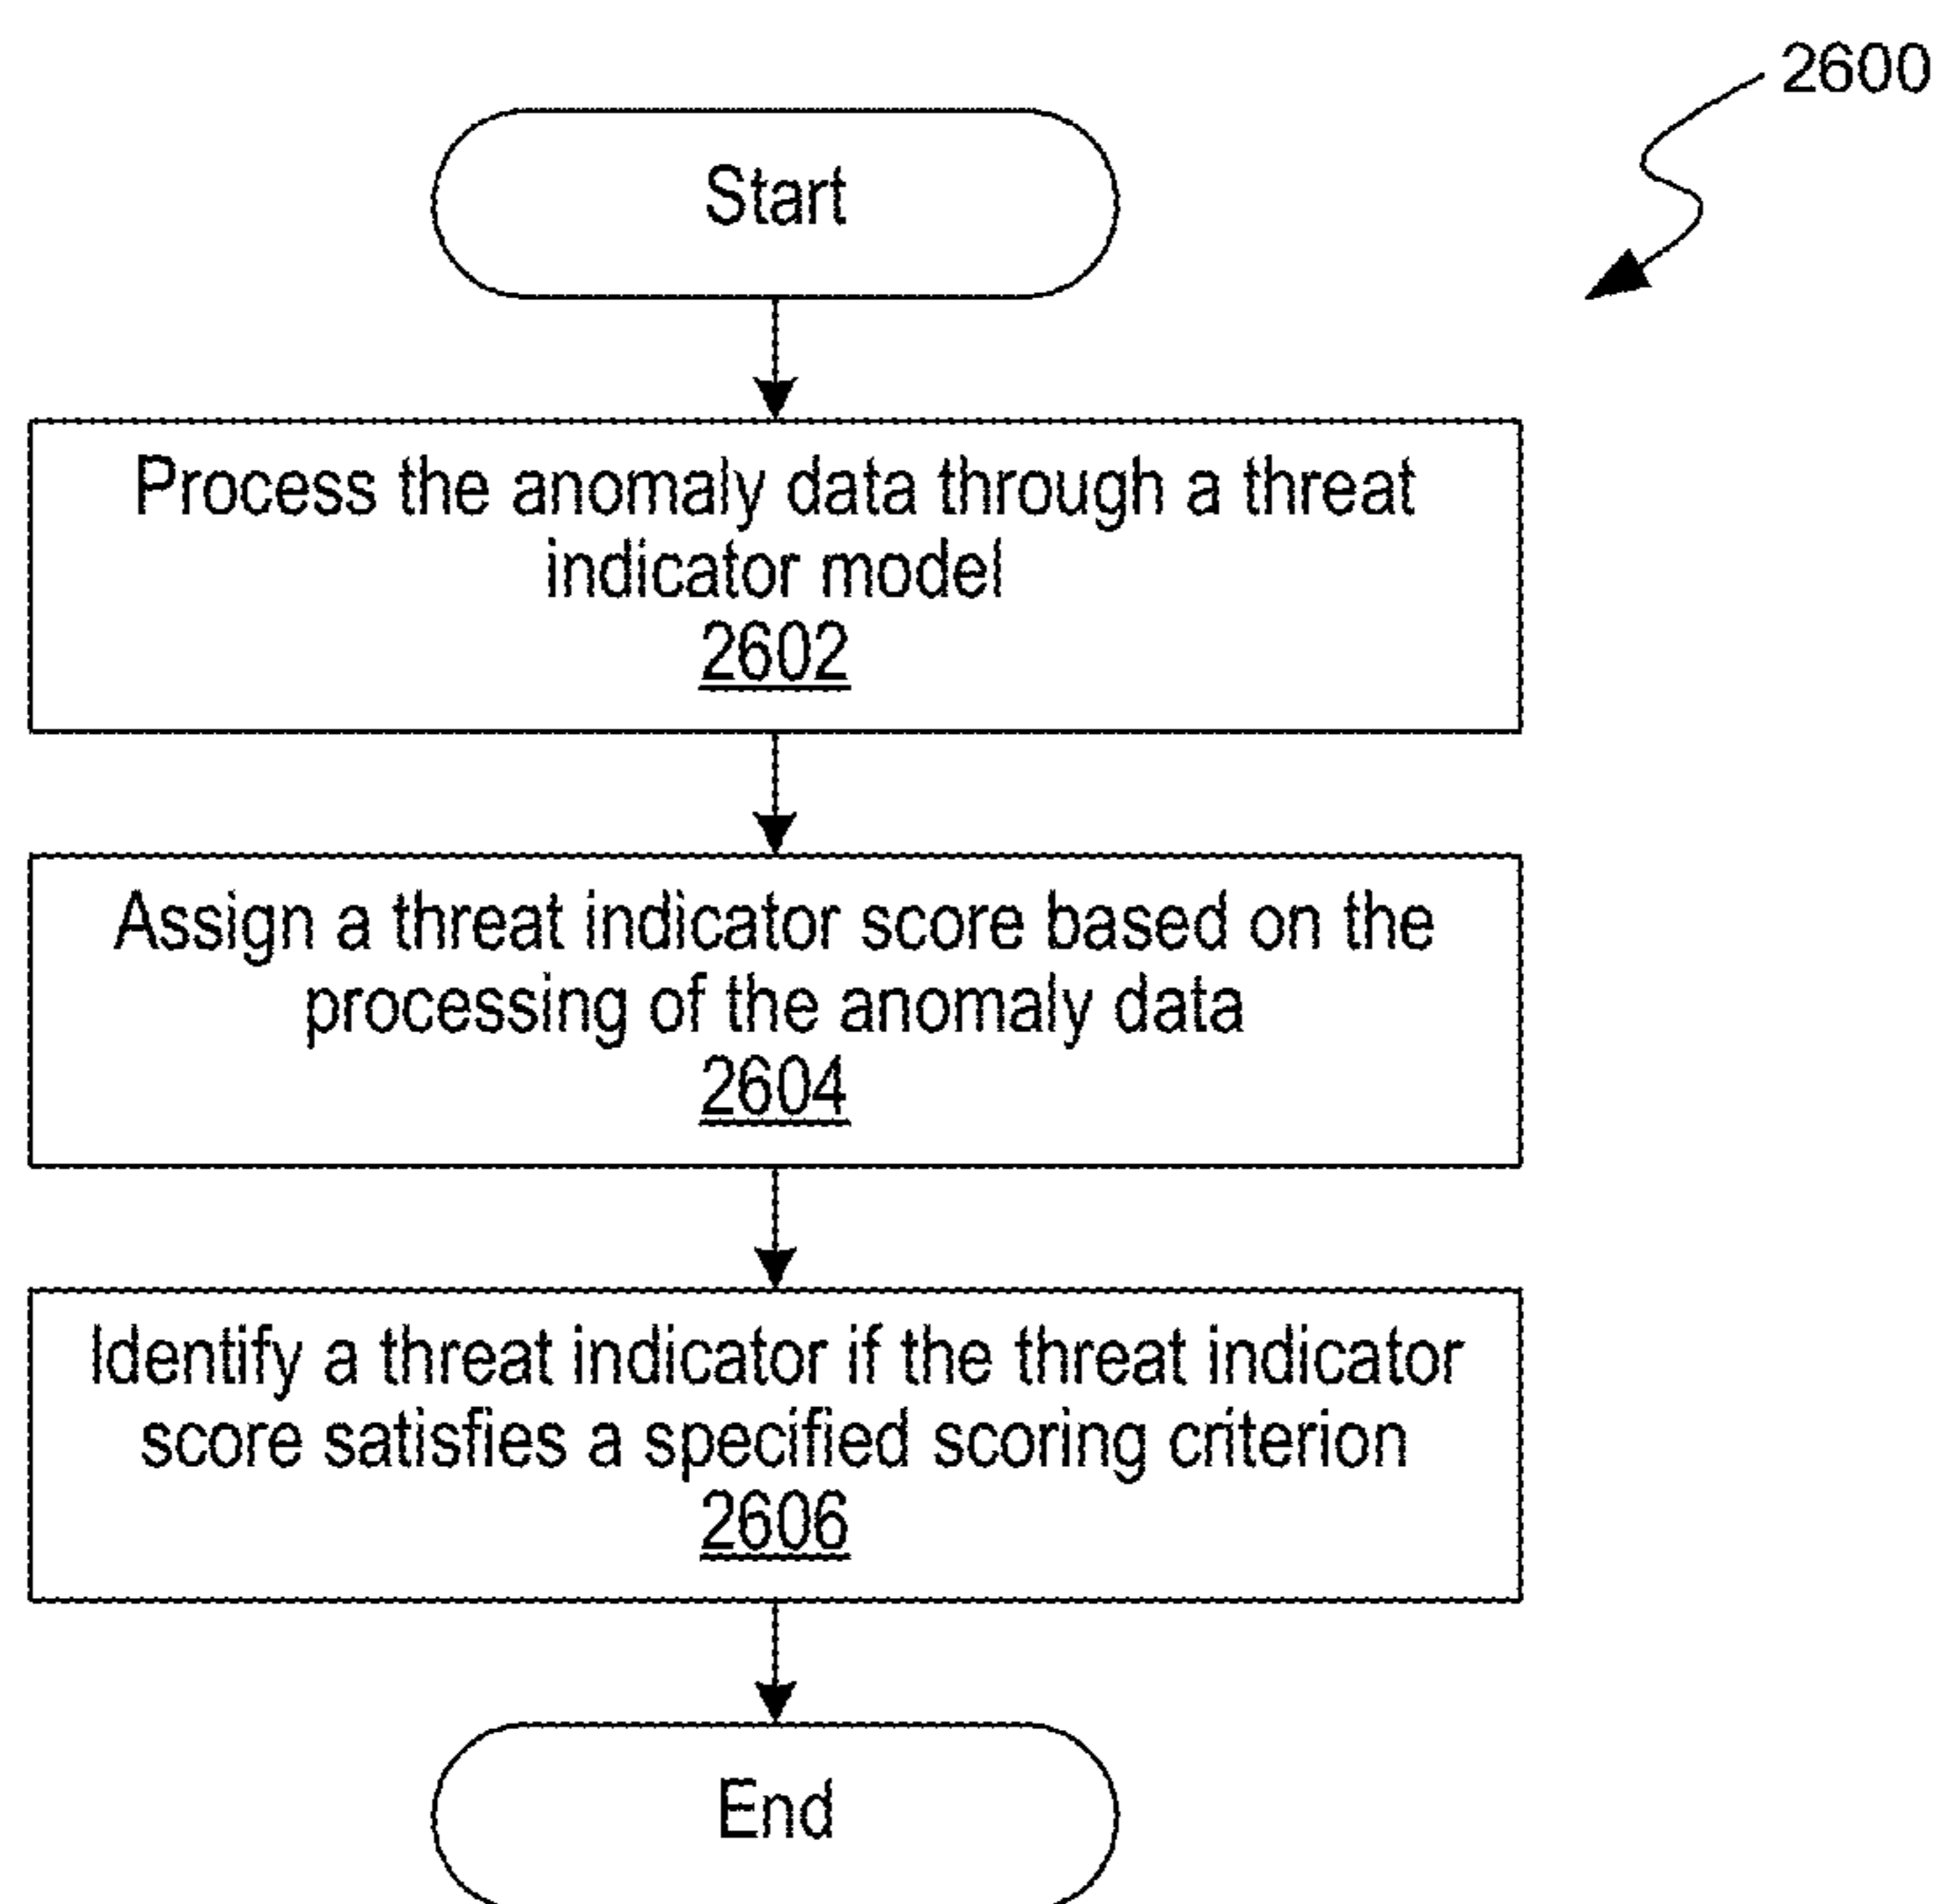 2600
Start
Process the anomaly data through a threat
indicator model
2602
Assign a threat indicator score based on the
processing of the anomaly data
2604
Identify a threat indicator if the threat indicator
score satisfies a specified scoring criterion
2606
End